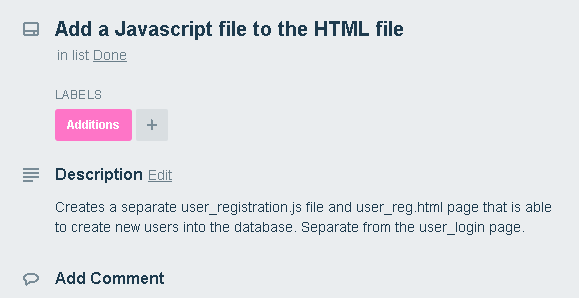 Add a Javascript file to the HTML file
in list Done
LABELS
Additions +
Description Edit
Creates a separate user_registration.js file and user_reg.html page that is able
to create new users into the database. Separate from the user_login page.
Add Comment